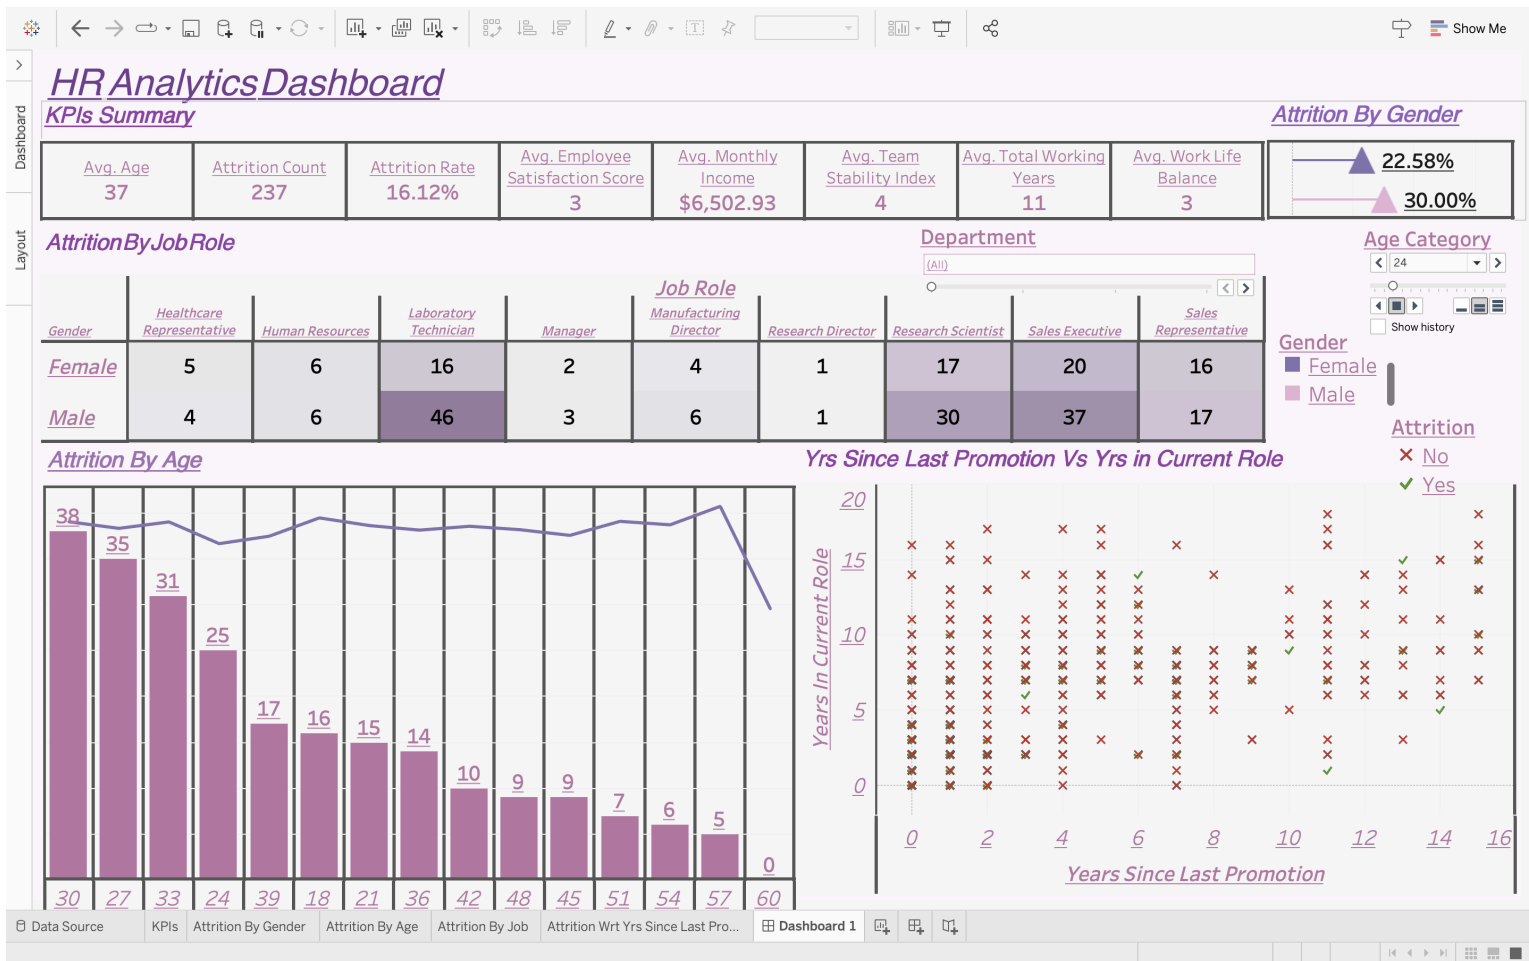 Show Me
Dashboard
Layout
HR Analytics Dashboard
KPIs Summary
Attrition By Gender
Avg. Age
37
Attrition Count
237
Attrition Rate
16.12%
Avg. Employee
Satisfaction Score
3
Avg. Monthly
Income
$6,502.93
Avg. Team
Stability Index
4
Avg. Total Working
Years
11
Avg. Work Life
Balance
3
22.58%
30.00%
Attrition By Job Role
Department
(All)
Age Category
24
Show history
Job Role
Gender
Healthcare
Representative
Human Resources
Laboratory
Technician
Manager
Manufacturing
Director
Research Director
Research Scientist
Sales Executive
Sales
Representative
Female 5 6 16 2 4 1 17 20 16
Male 4 6 46 3 6 1 30 37 17
Gender
Female
Male
Attrition
No
Yes
Attrition By Age
38 35 31 25 17 16 15 14 10 9 9 7 6 5 0
30 27 33 24 39 18 21 36 42 48 45 51 54 57 60
Yrs Since Last Promotion Vs Yrs in Current Role
Years In Current Role
20
15
10
5
0
0 2 4 6 8 10 12 14 16
Years Since Last Promotion
Data Source
KPIs
Attrition By Gender
Attrition By Age
Attrition By Job
Attrition Wrt Yrs Since Last Pro...
Dashboard 1